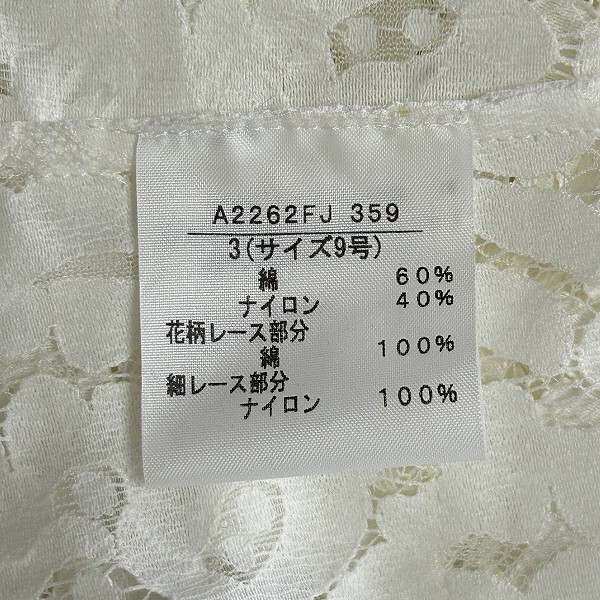 A2262FJ 359
3(サイズ9号)
綿 60%
ナイロン 40%
花柄レース部分
綿 100%
細レース部分
ナイロン 100%